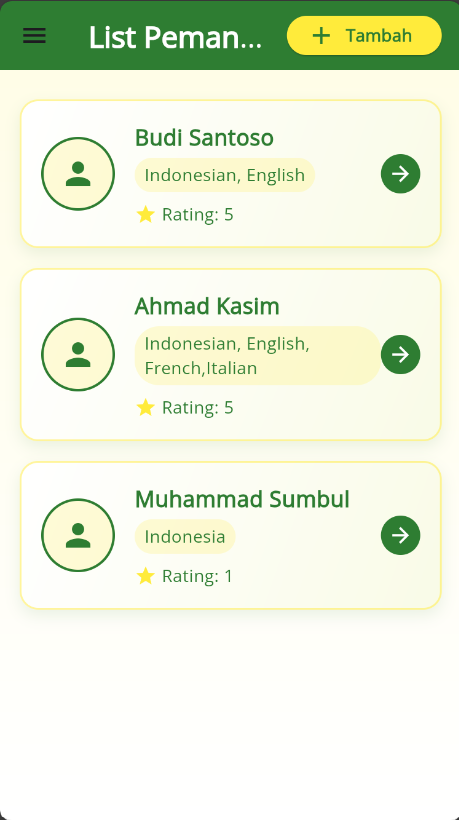 List Peman...
Tambah
Budi Santoso
Indonesian, English
Rating: 5
Ahmad Kasim
Indonesian, English,
French,Italian
Rating: 5
Muhammad Sumbul
Indonesia
Rating: 1